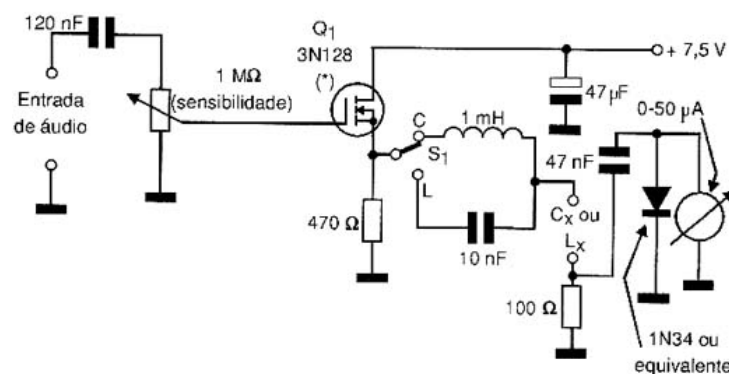 120 nF
Entrada
de áudio
1 MΩ
(sensibilidade)
Q1
3N128
(*)
+ 7,5 V
47 µF
0-50 µA
C
1 mH
S1
L
47 nF
470 Ω
10 nF
Cx ou
Lx
100 Ω
1N34 ou
equivalente